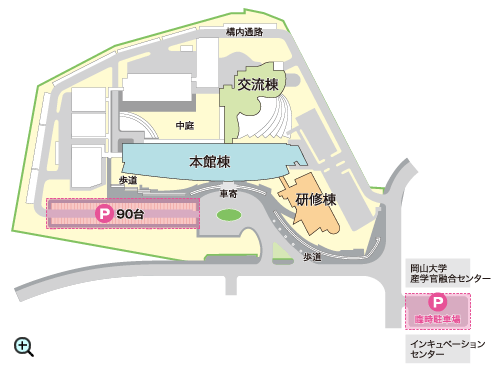 構内通路
交流棟
中庭
本館棟
歩道
車寄
研修棟
P 90台
歩道
岡山大学
産学官融合センター
P
臨時駐車場
インキュベーション
センター